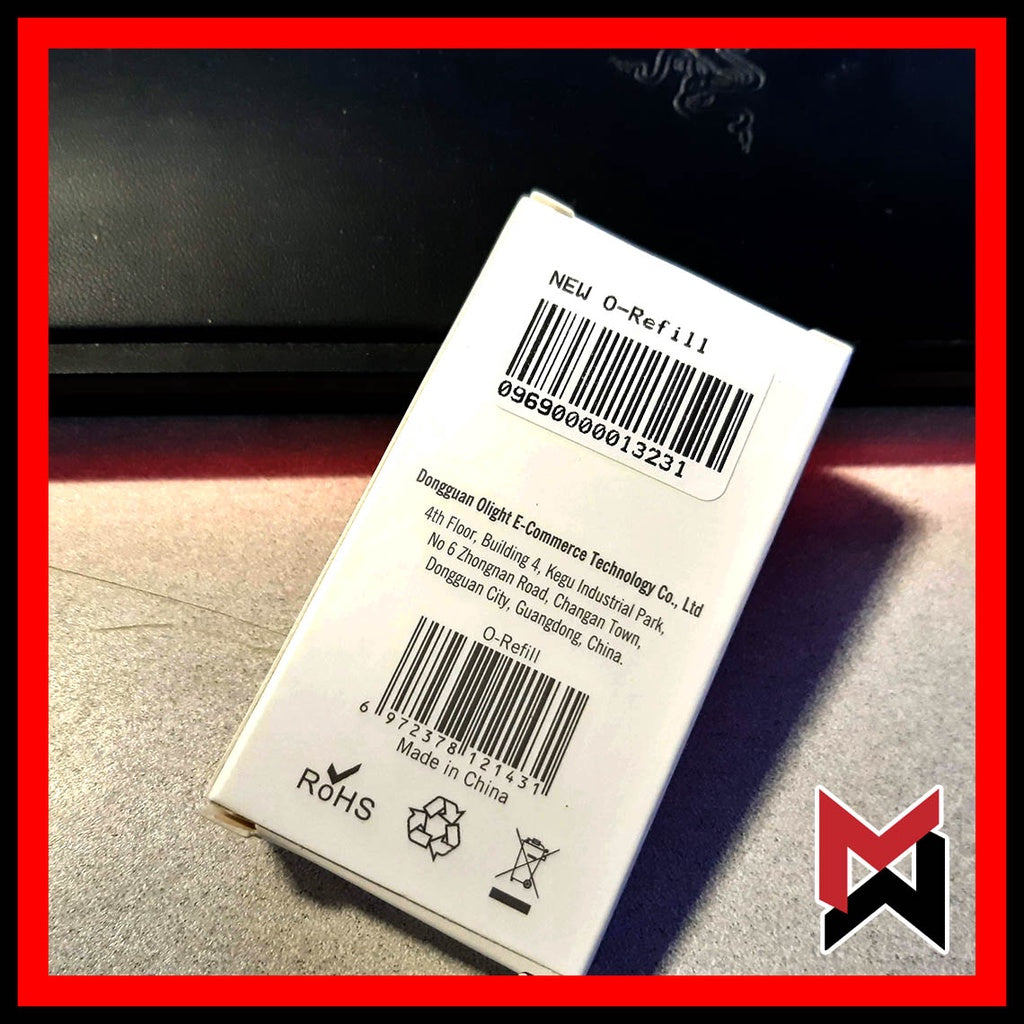 NEW O-Refill
09690000013231
Dongguan Olight E-Commerce Technology Co., Ltd
4th Floor, Building 4, Kegu Industrial Park,
No 6 Zhongnan Road, Changan Town,
Dongguan City, Guangdong, China.
O-Refill
6 972378 121431
Made in China
RoHS